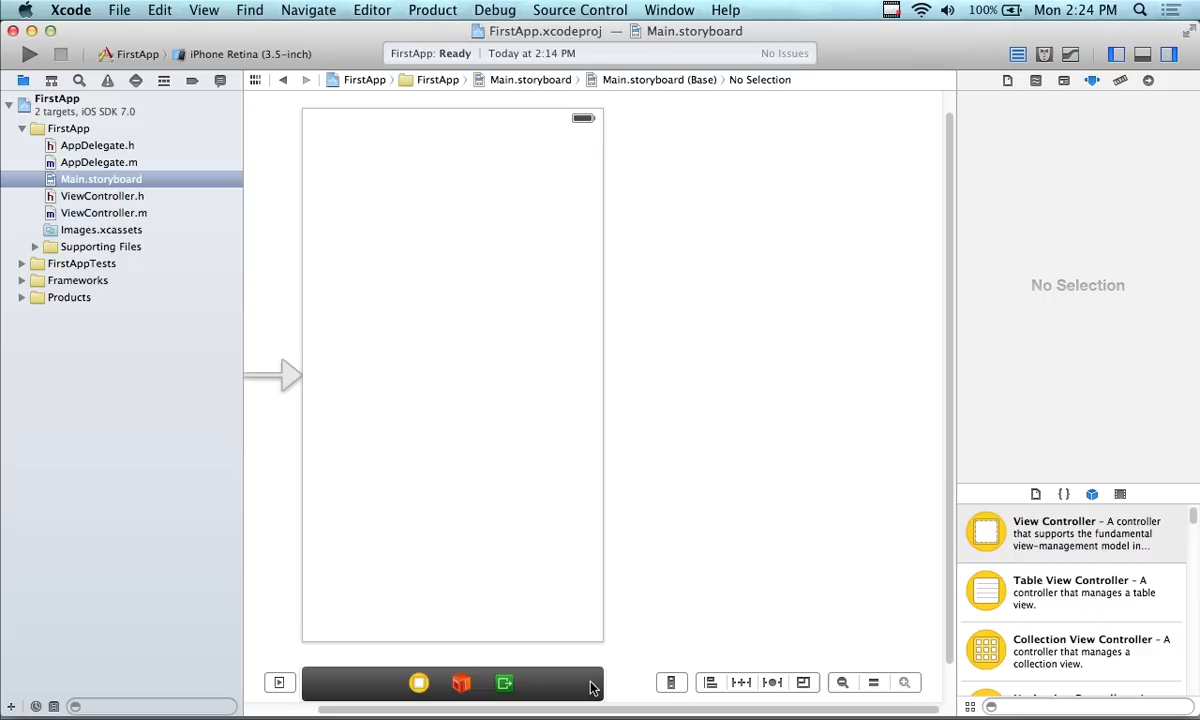 Xcode File Edit View Find Navigate Editor Product Debug Source Control Window Help 100% Mon 2:24 PM
FirstApp.xcodeproj — Main.storyboard
FirstApp iPhone Retina (3.5-inch) FirstApp: Ready Today at 2:14 PM No Issues
FirstApp FirstApp Main.storyboard Main.storyboard (Base) No Selection
FirstApp
2 targets, iOS SDK 7.0
FirstApp
AppDelegate.h
AppDelegate.m
Main.storyboard
ViewController.h
ViewController.m
Images.xcassets
Supporting Files
FirstAppTests
Frameworks
Products
No Selection
View Controller - A controller
that supports the fundamental
view-management model in...
Table View Controller - A
controller that manages a table
view.
Collection View Controller - A
controller that manages a
collection view.